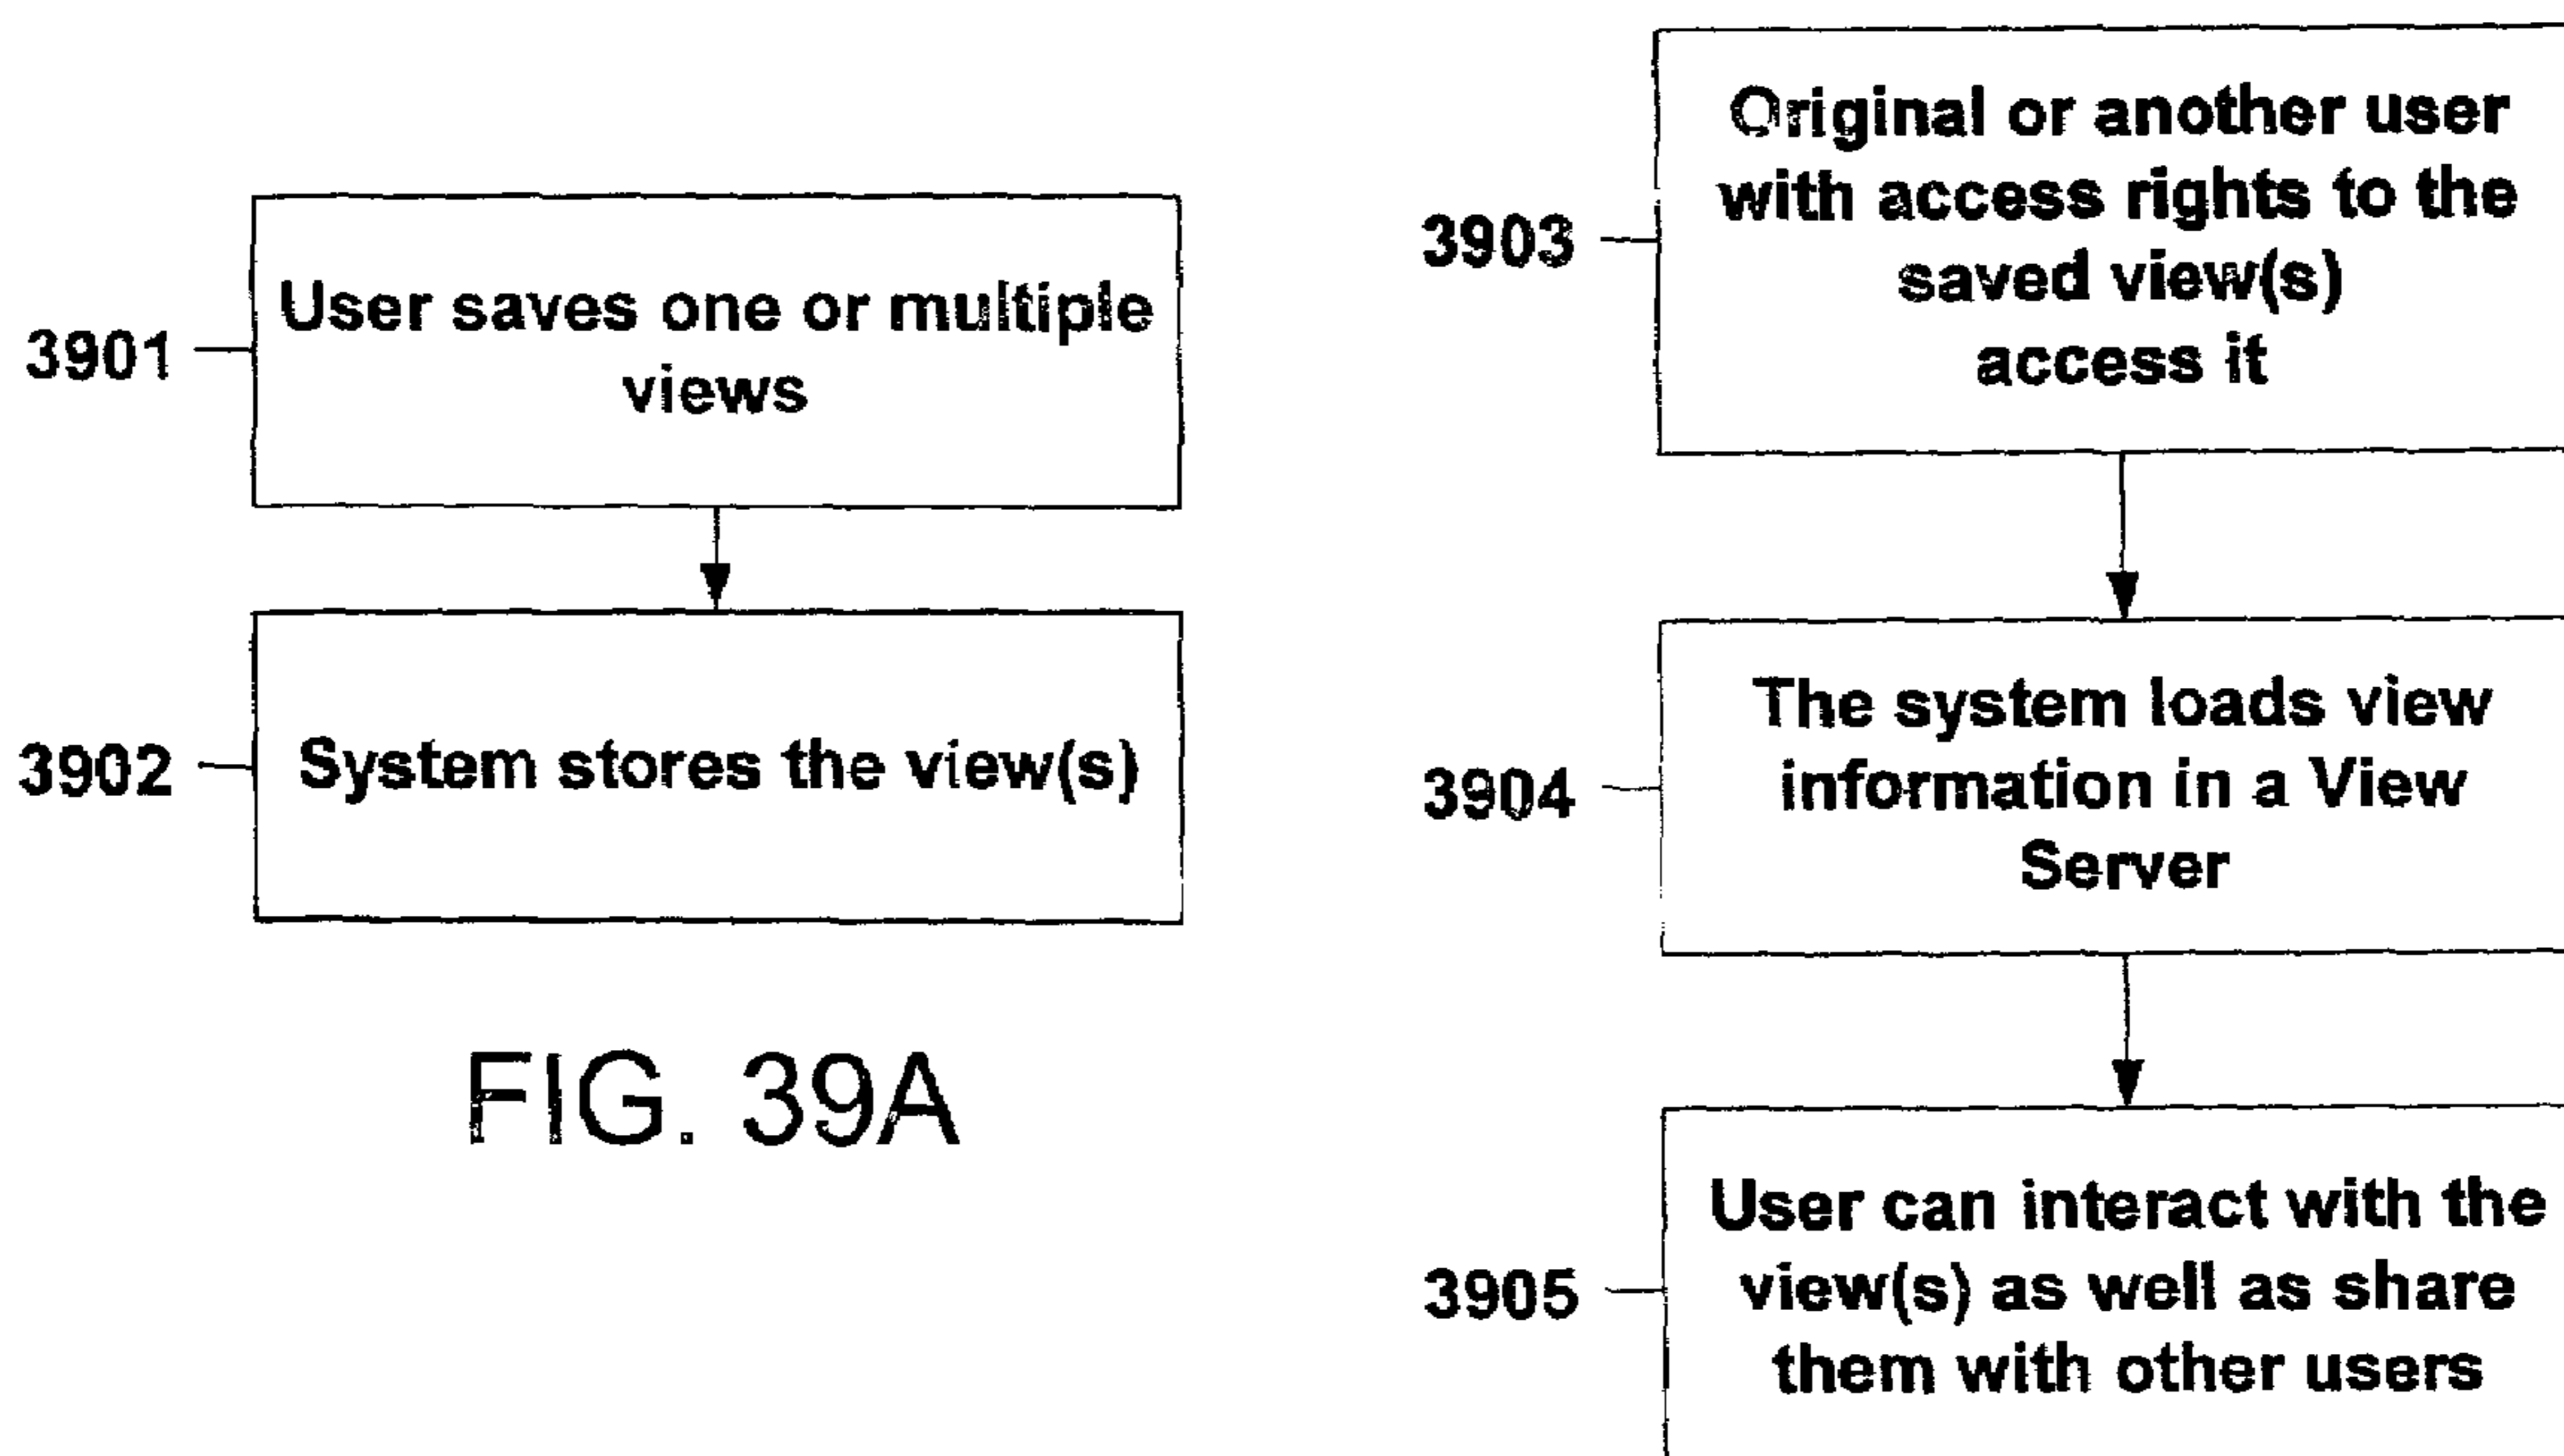 3901
User saves one or multiple
views
3902
System stores the view(s)
FIG. 39A
3903
Original or another user
with access rights to the
saved view(s)
access it
3904
The system loads view
information in a View
Server
3905
User can interact with the
view(s) as well as share
them with other users